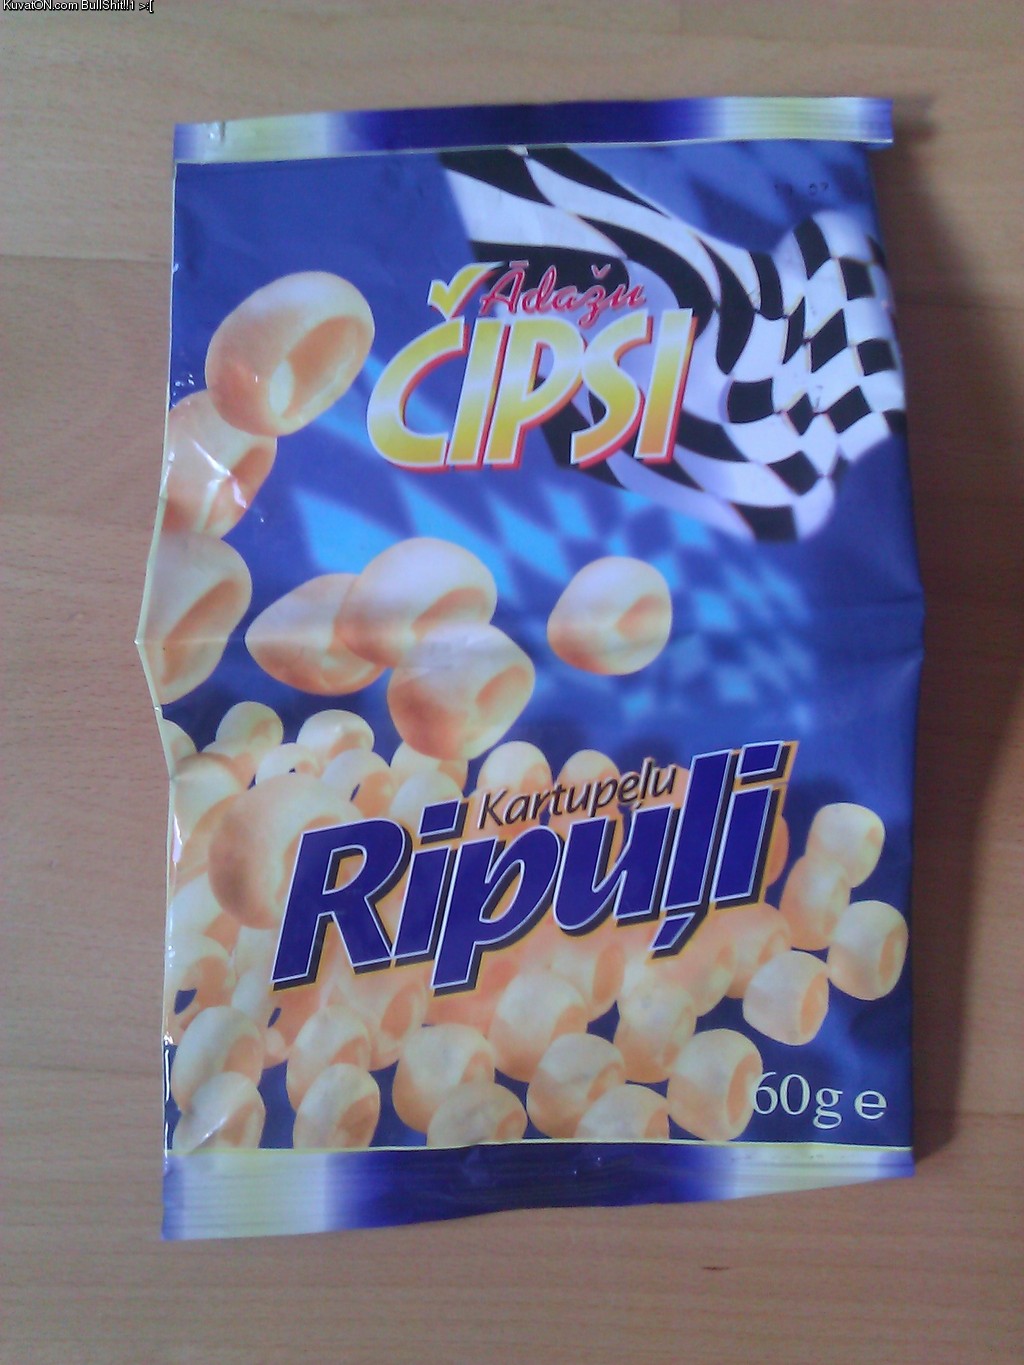 KuvatON.com BullShit!!1 >:[
Ādažu
ČIPSI
Kartupeļu
Ripuļi
60g e